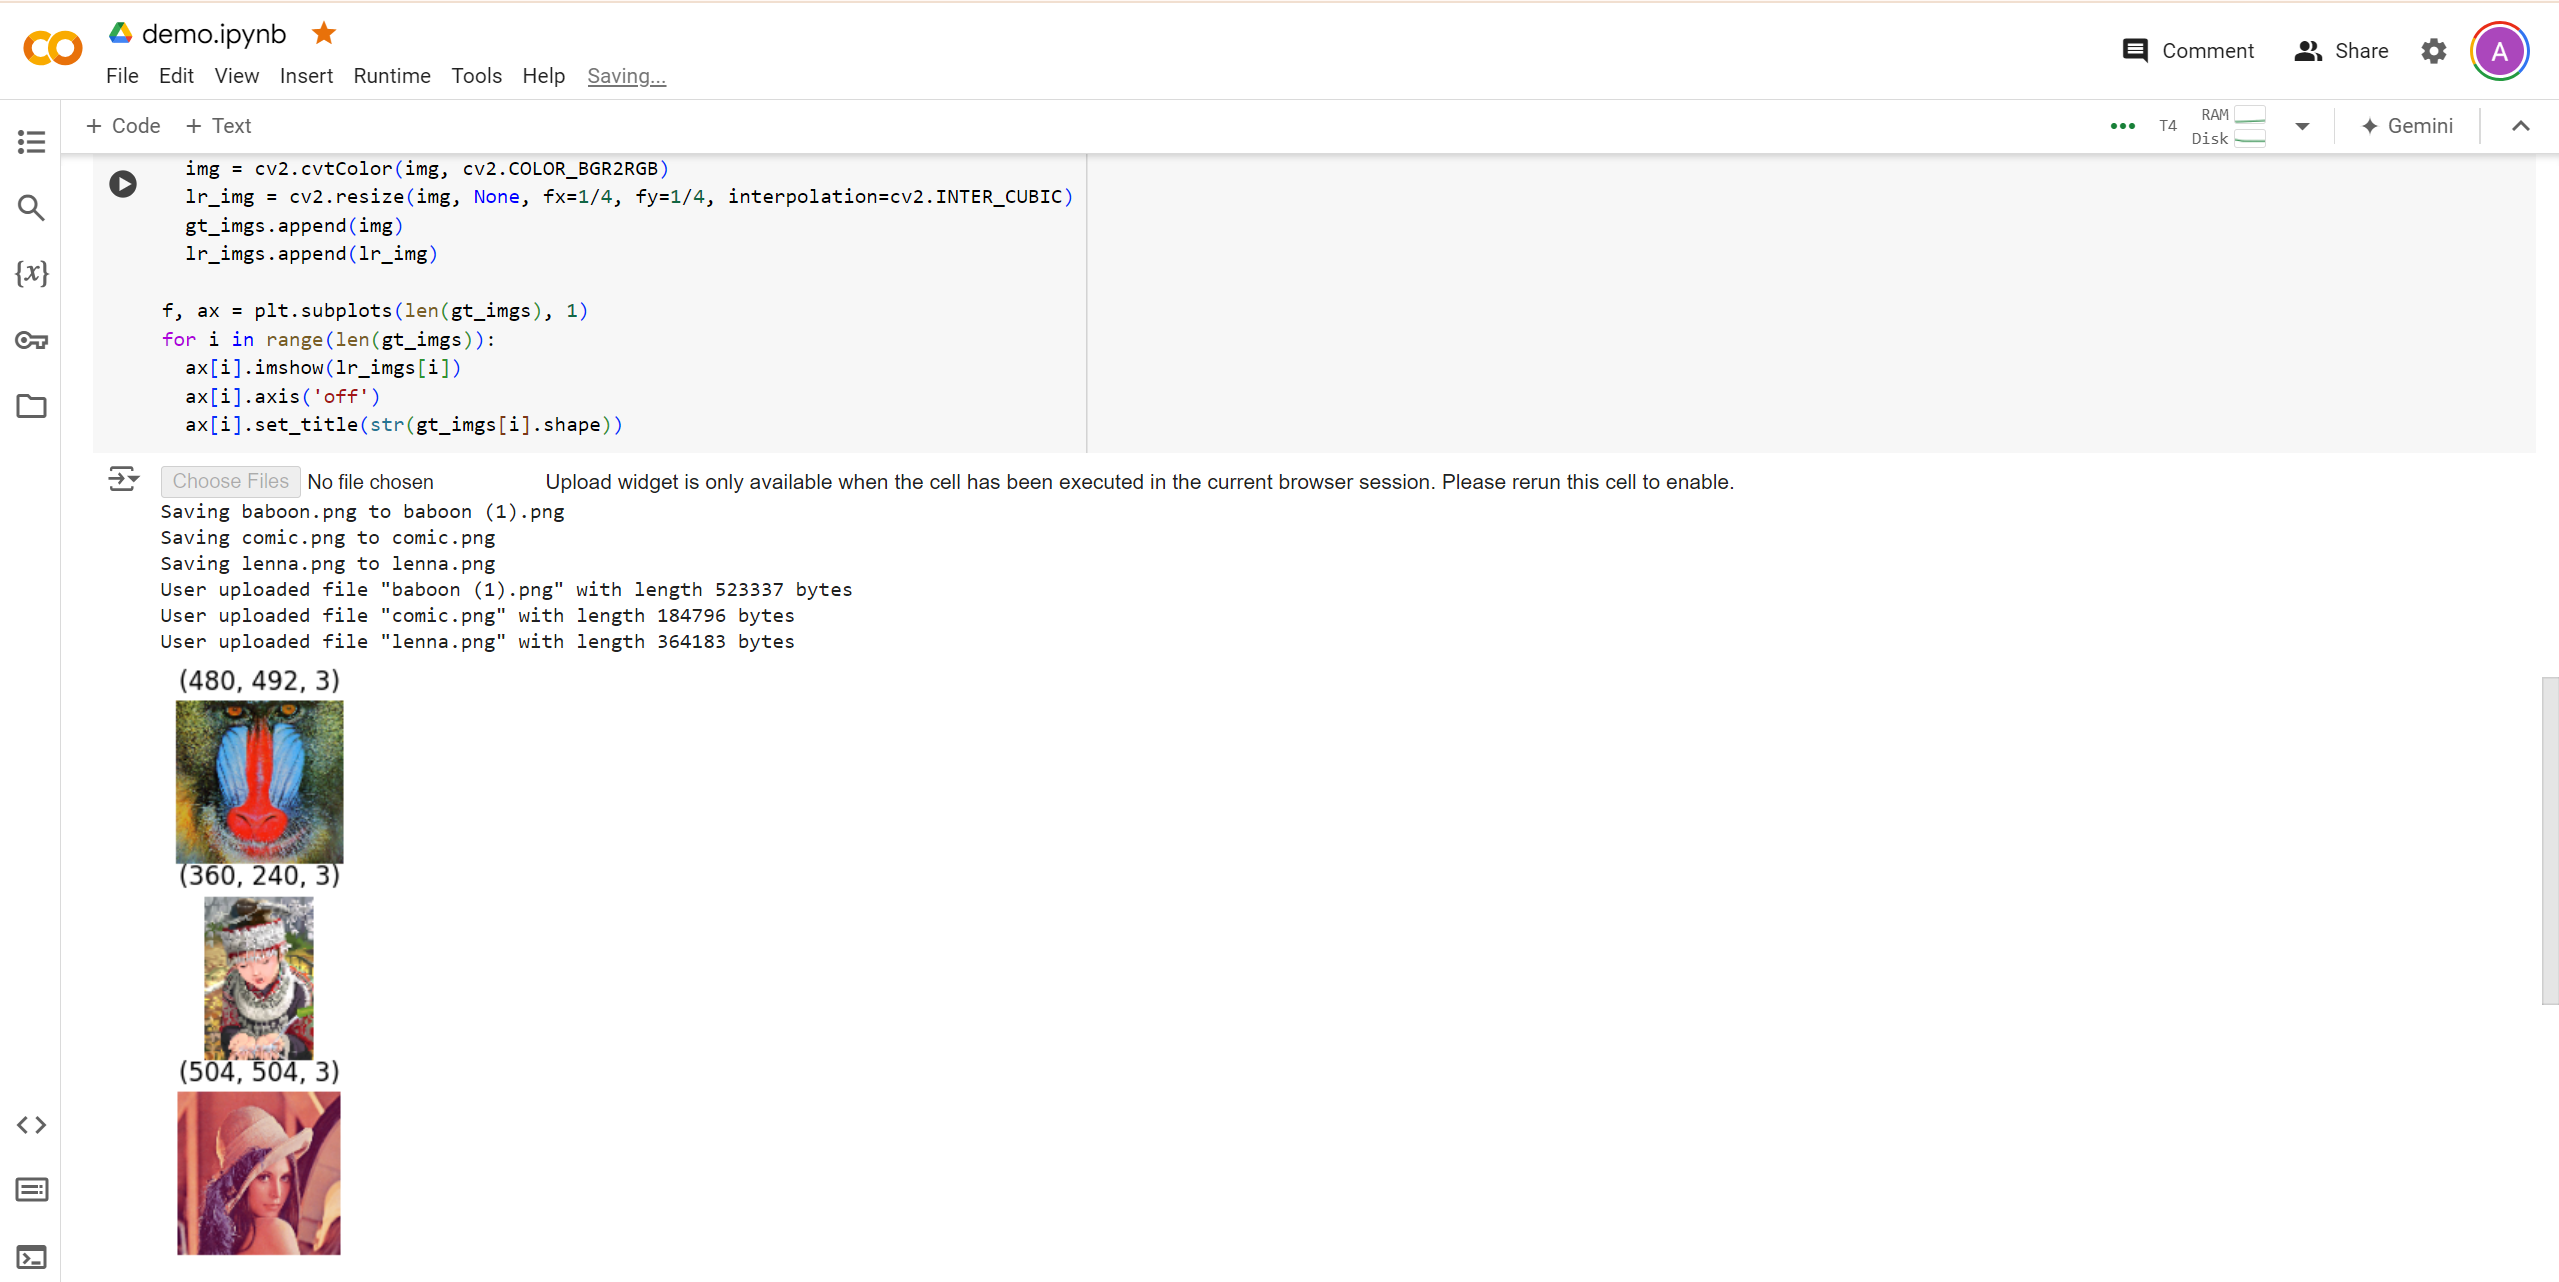 demo.ipynb
File Edit View Insert Runtime Tools Help Saving...
Comment Share A
+ Code + Text
T4 RAM Disk Gemini
{x}
img = cv2.cvtColor(img, cv2.COLOR_BGR2RGB)
lr_img = cv2.resize(img, None, fx=1/4, fy=1/4, interpolation=cv2.INTER_CUBIC)
gt_imgs.append(img)
lr_imgs.append(lr_img)
f, ax = plt.subplots(len(gt_imgs), 1)
for i in range(len(gt_imgs)):
ax[i].imshow(lr_imgs[i])
ax[i].axis('off')
ax[i].set_title(str(gt_imgs[i].shape))
Choose Files No file chosen Upload widget is only available when the cell has been executed in the current browser session. Please rerun this cell to enable.
Saving baboon.png to baboon (1).png
Saving comic.png to comic.png
Saving lenna.png to lenna.png
User uploaded file "baboon (1).png" with length 523337 bytes
User uploaded file "comic.png" with length 184796 bytes
User uploaded file "lenna.png" with length 364183 bytes
(480, 492, 3)
(360, 240, 3)
(504, 504, 3)